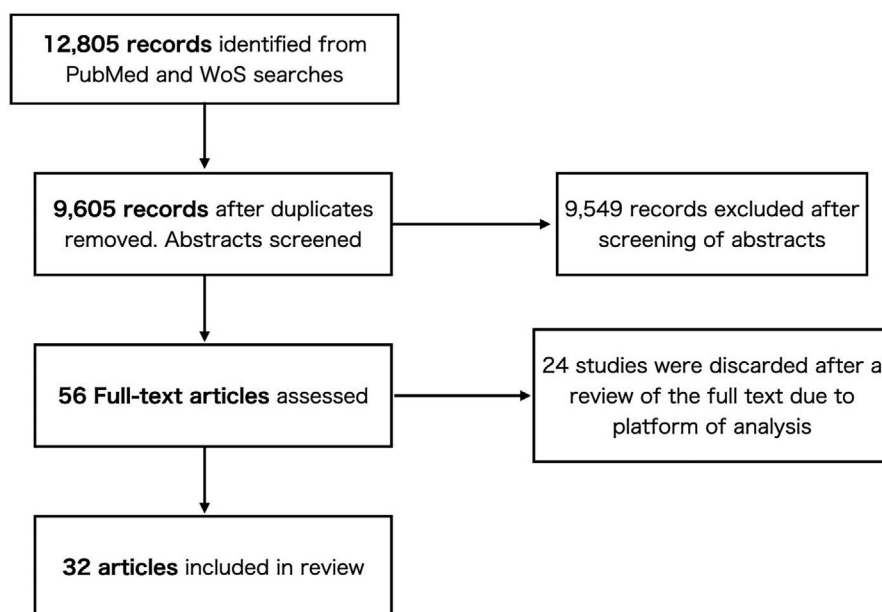 12,805 records identified from
PubMed and WoS searches
9,605 records after duplicates
removed. Abstracts screened
9,549 records excluded after
screening of abstracts
56 Full-text articles assessed
24 studies were discarded after a
review of the full text due to
platform of analysis
32 articles included in review